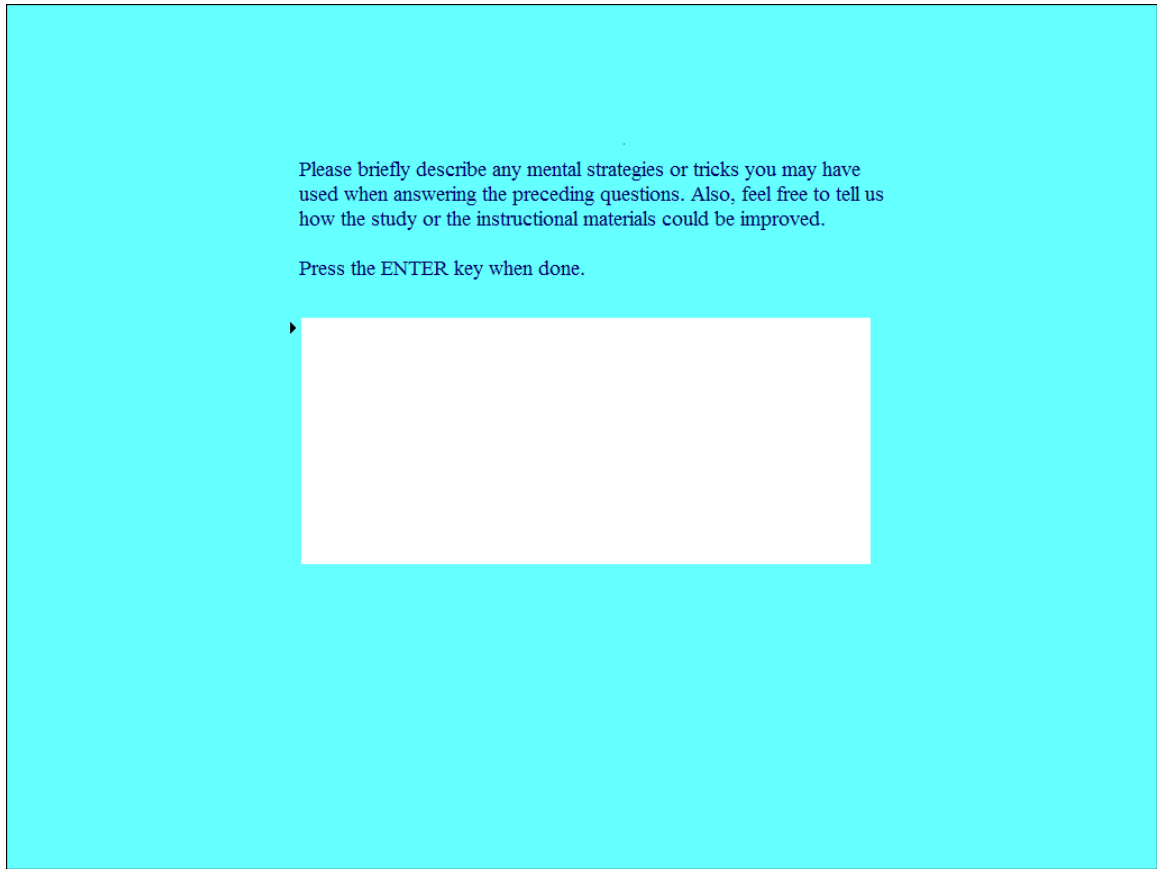 Please briefly describe any mental strategies or tricks you may have
used when answering the preceding questions. Also, feel free to tell us
how the study or the instructional materials could be improved.
Press the ENTER key when done.